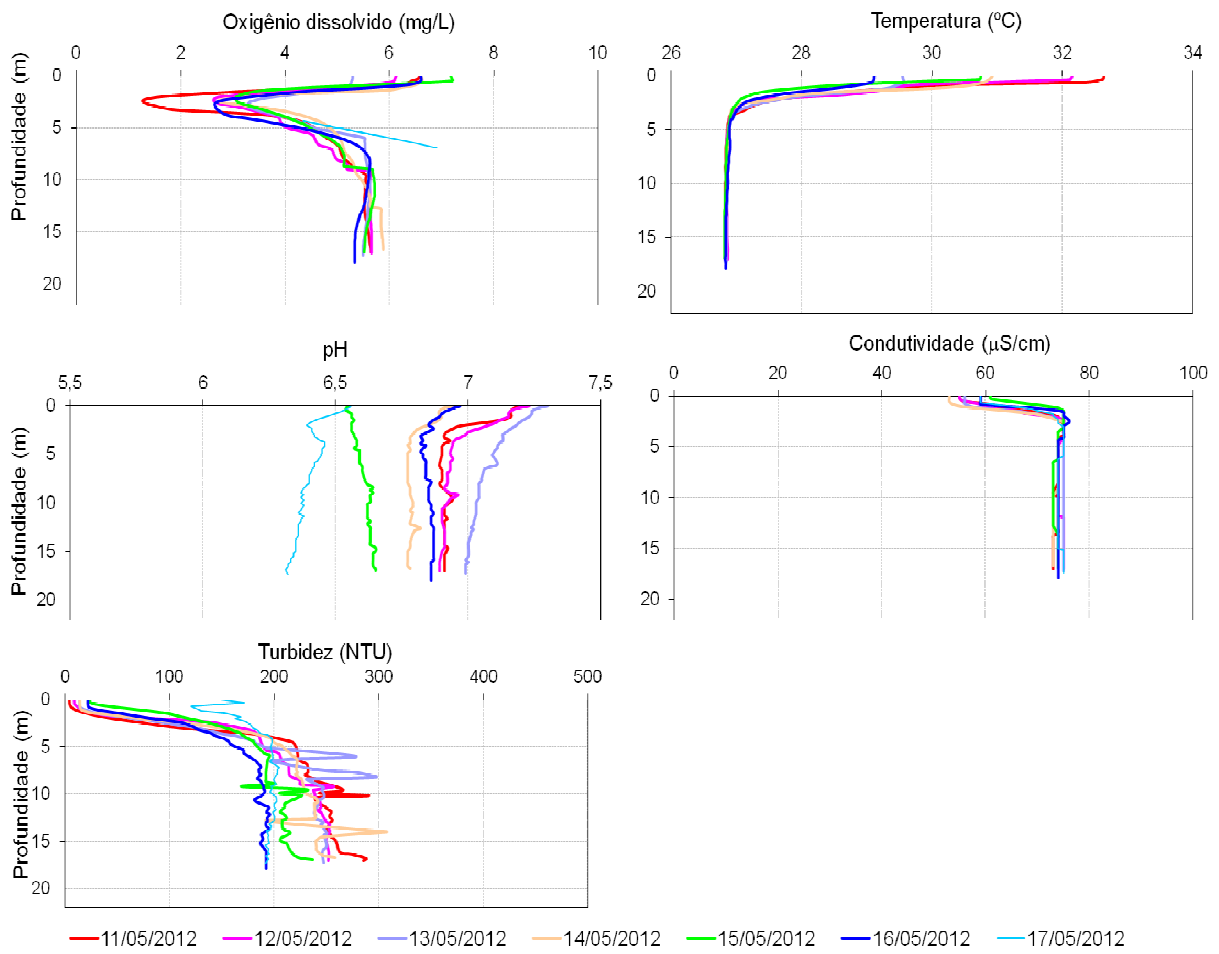 Oxigênio dissolvido (mg/L)
0 2 4 6 8 10
Profundidade (m)
0
5
10
15
20
Temperatura (ºC)
26 28 30 32 34
0
5
10
15
20
pH
5,5 6 6,5 7 7,5
Profundidade (m)
0
5
10
15
20
Condutividade (µS/cm)
0 20 40 60 80 100
0
5
10
15
20
Turbidez (NTU)
0 100 200 300 400 500
Profundidade (m)
0
5
10
15
20
11/05/2012 12/05/2012 13/05/2012 14/05/2012 15/05/2012 16/05/2012 17/05/2012